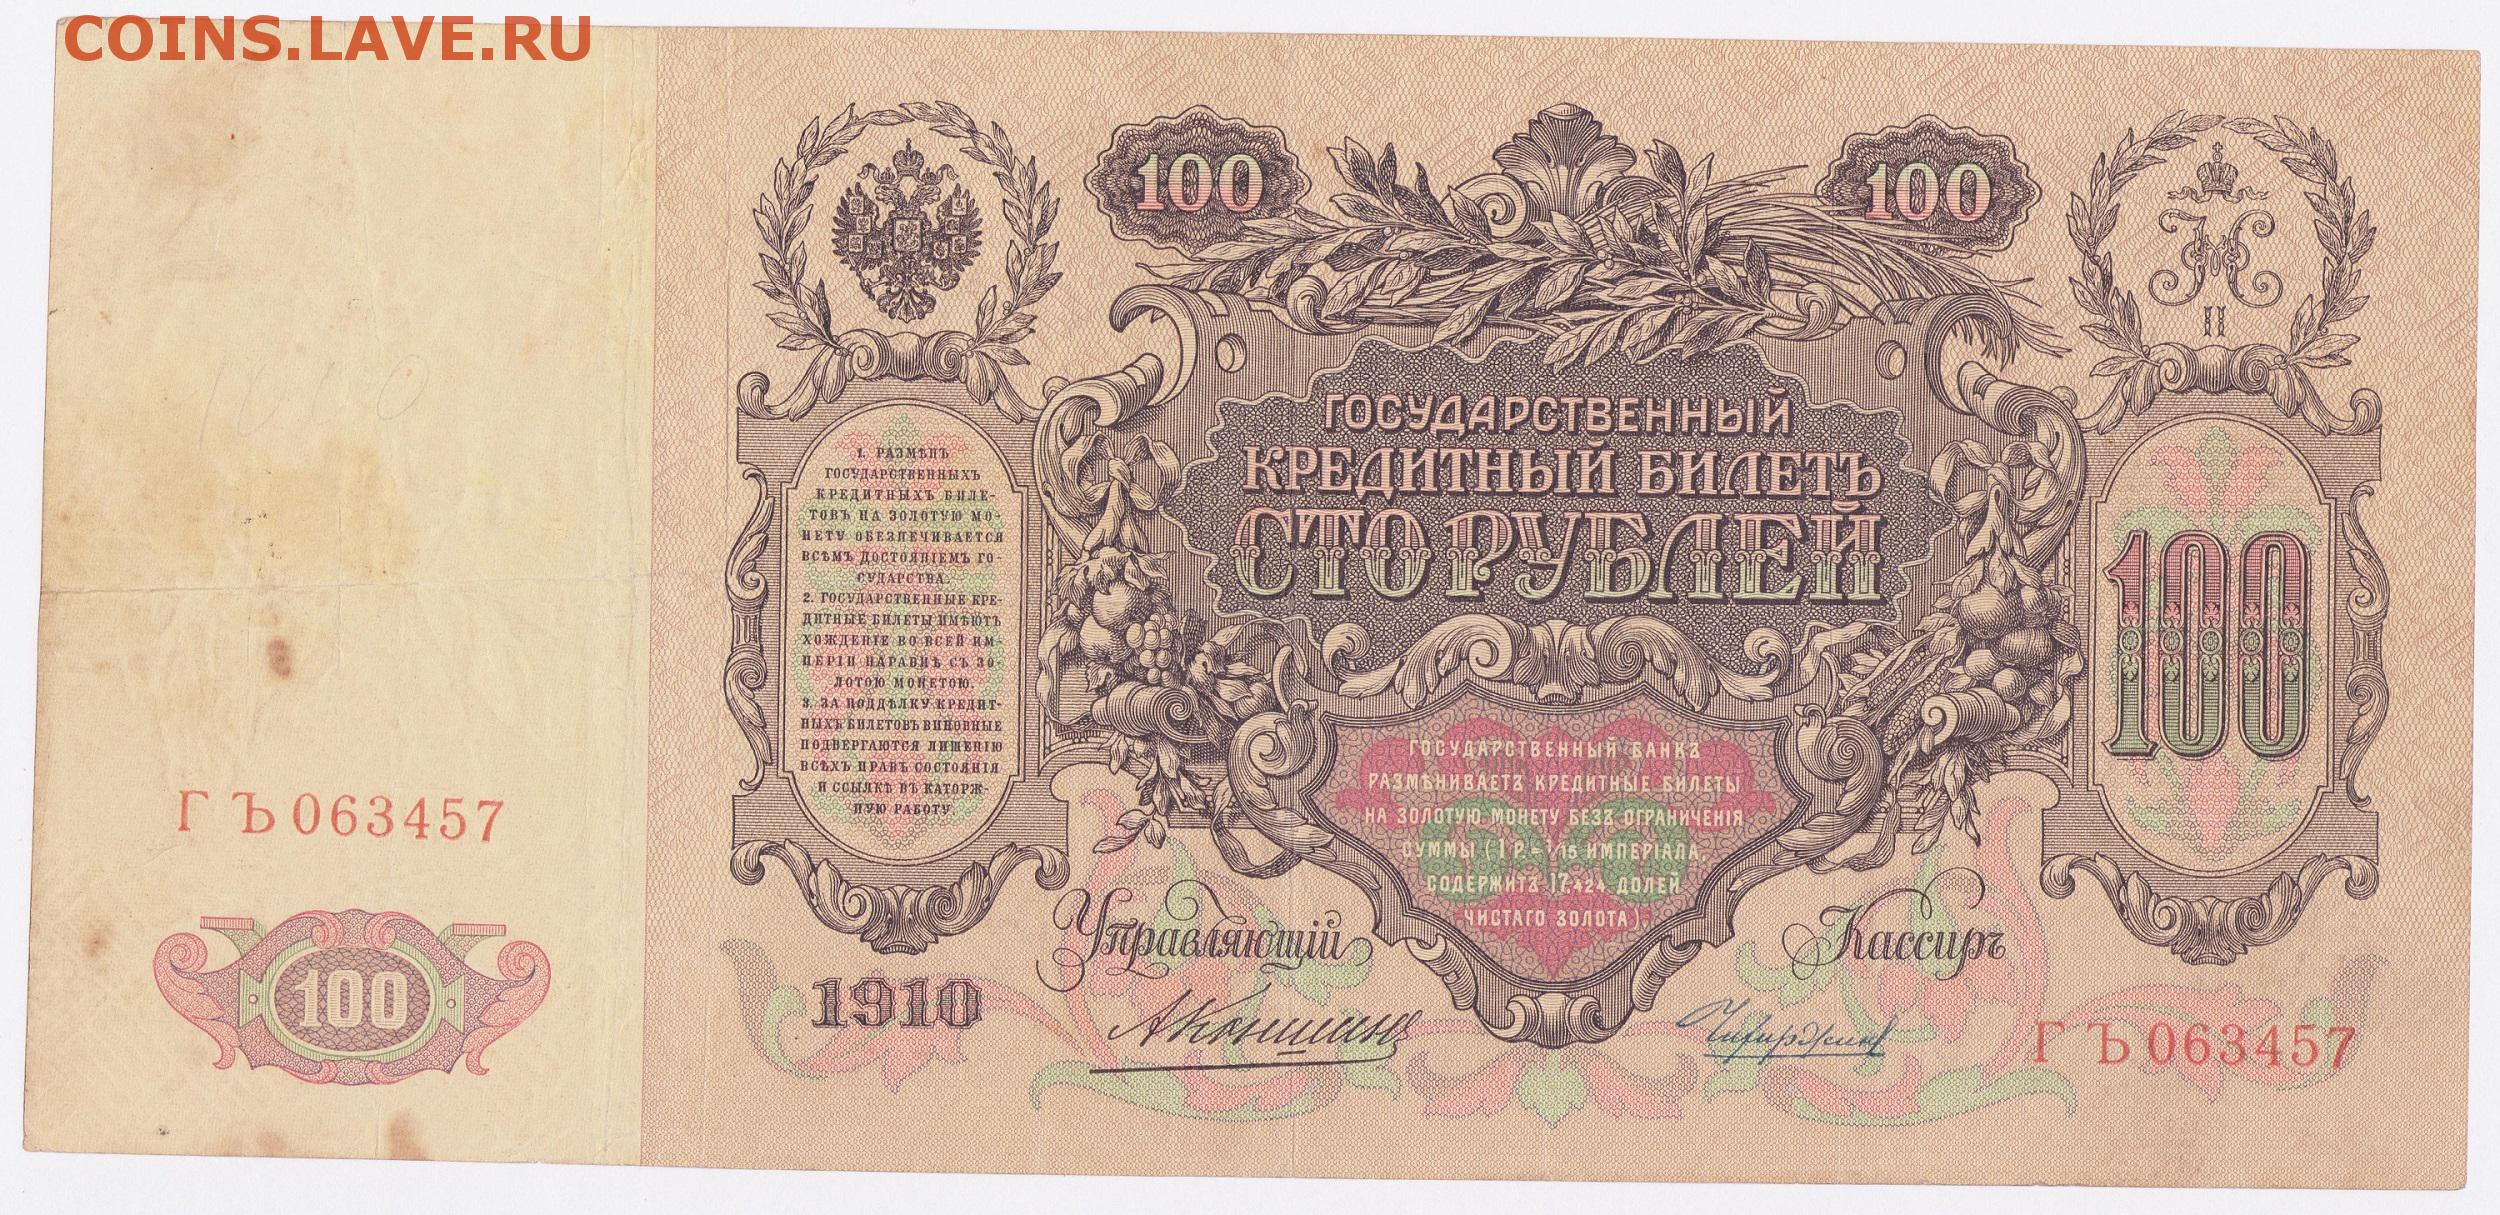 COINS.LAVE.RU
100
100
II
ГОСУДАРСТВЕННЫЙ
КРЕДИТНЫЙ БИЛЕТЪ
СТО РУБЛЕЙ
1. РАЗМѢНЪ
ГОСУДАРСТВЕННЫХЪ
КРЕДИТНЫХЪ БИЛЕ-
ТОВЪ НА ЗОЛОТУЮ МО-
НЕТУ ОБЕЗПЕЧИВАЕТСЯ
ВСѢМЪ ДОСТОЯНІЕМЪ ГО-
СУДАРСТВА.
2. ГОСУДАРСТВЕННЫЕ КРЕ-
ДИТНЫЕ БИЛЕТЫ ИМѢЮТЪ
ХОЖДЕНІЕ ВО ВСЕЙ ИМ-
ПЕРІИ НАРАВНѢ СЪ ЗО-
ЛОТОЮ МОНЕТОЮ.
3. ЗА ПОДДѢЛКУ КРЕДИТ-
НЫХЪ БИЛЕТОВЪ ВИНОВНЫЕ
ПОДВЕРГАЮТСЯ ЛИШЕНІЮ
ВСѢХЪ ПРАВЪ СОСТОЯНІЯ
И ССЫЛКѢ ВЪ КАТОРЖ-
НУЮ РАБОТУ.
100
ГОСУДАРСТВЕННЫЙ БАНКЪ
РАЗМѢНИВАЕТЪ КРЕДИТНЫЕ БИЛЕТЫ
НА ЗОЛОТУЮ МОНЕТУ БЕЗЪ ОГРАНИЧЕНІЯ
СУММЫ (1 Р.= 1/15 ИМПЕРІАЛА,
СОДЕРЖИТЪ 17,424 ДОЛЕЙ
ЧИСТАГО ЗОЛОТА)
ГЪ 063457
100
Управляющій
Кассиръ
1910
АКоншин
ГЪ 063457